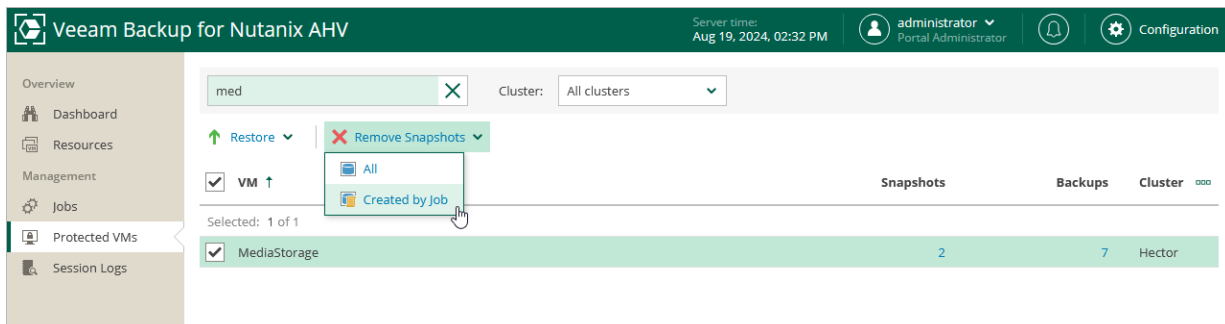 Veeam Backup for Nutanix AHV
Server time:
Aug 19, 2024, 02:32 PM
administrator
Portal Administrator
Configuration
Overview
Dashboard
Resources
Management
Jobs
Protected VMs
Session Logs
med
Cluster: All clusters
Restore Remove Snapshots
All
Created by Job
VM Snapshots Backups Cluster
Selected: 1 of 1
MediaStorage 2 7 Hector